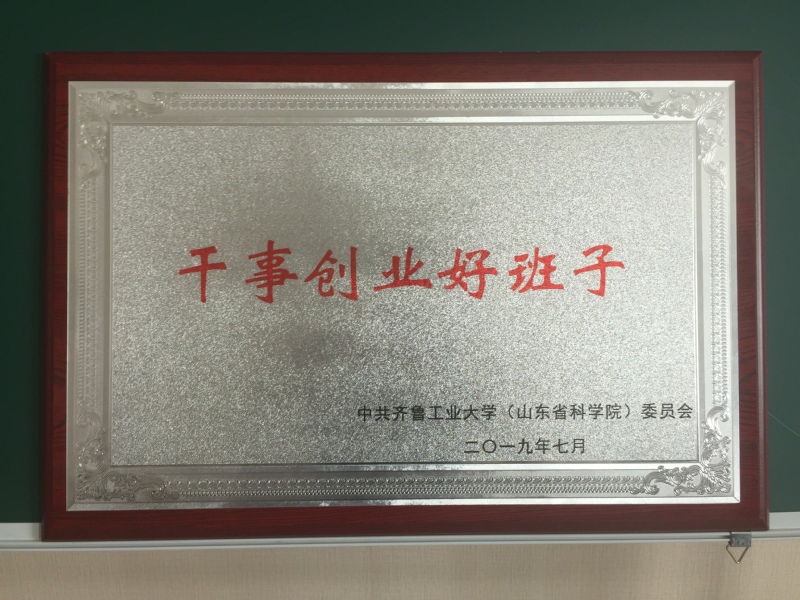 干事创业好班子
中共齐鲁工业大学（山东省科学院）委员会
二〇一九年七月